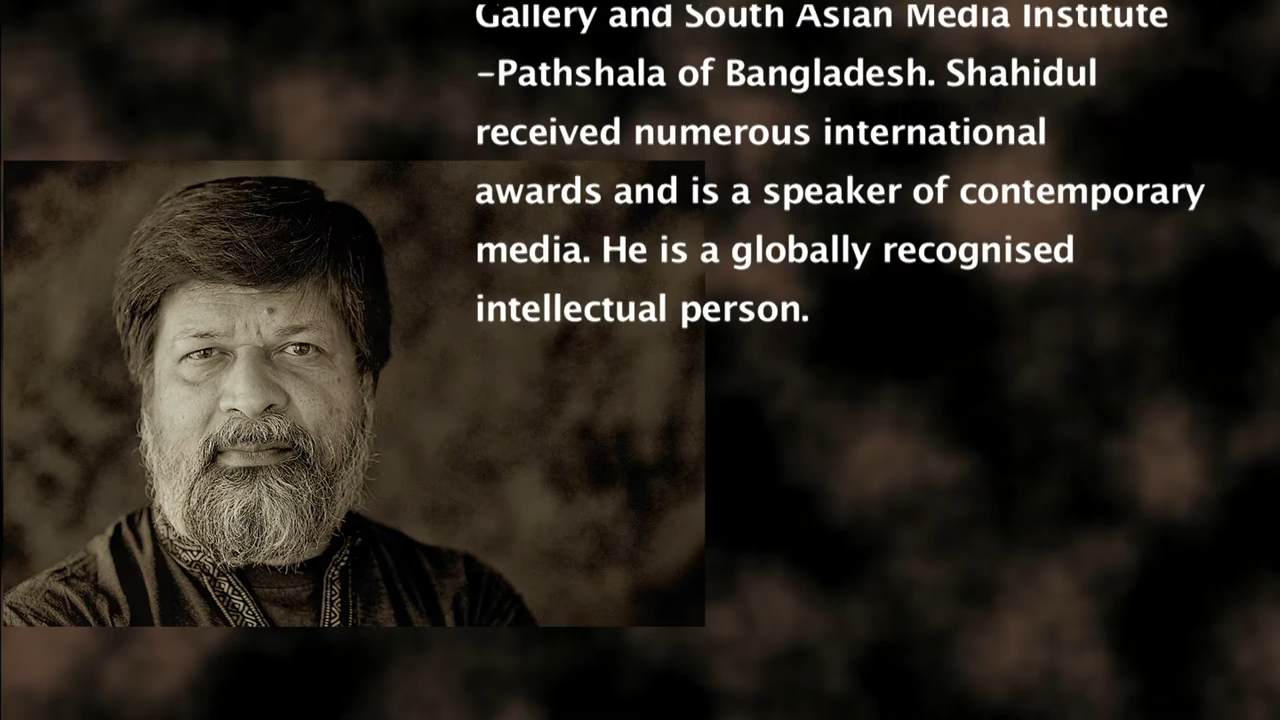 Gallery and South Asian Media Institute
-Pathshala of Bangladesh. Shahidul
received numerous international
awards and is a speaker of contemporary
media. He is a globally recognised
intellectual person.